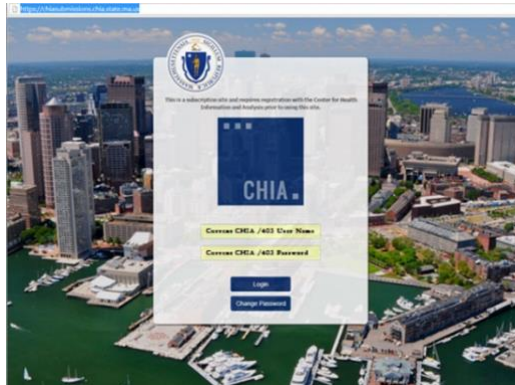 https://chiasubmissions.chia.state.ma.us
This is a subscription site and requires registration with the Center for Health
Information and Analysis prior to using this site.
CHIA
Current CHIA /403 User Name
Current CHIA /403 Password
Login
Change Password